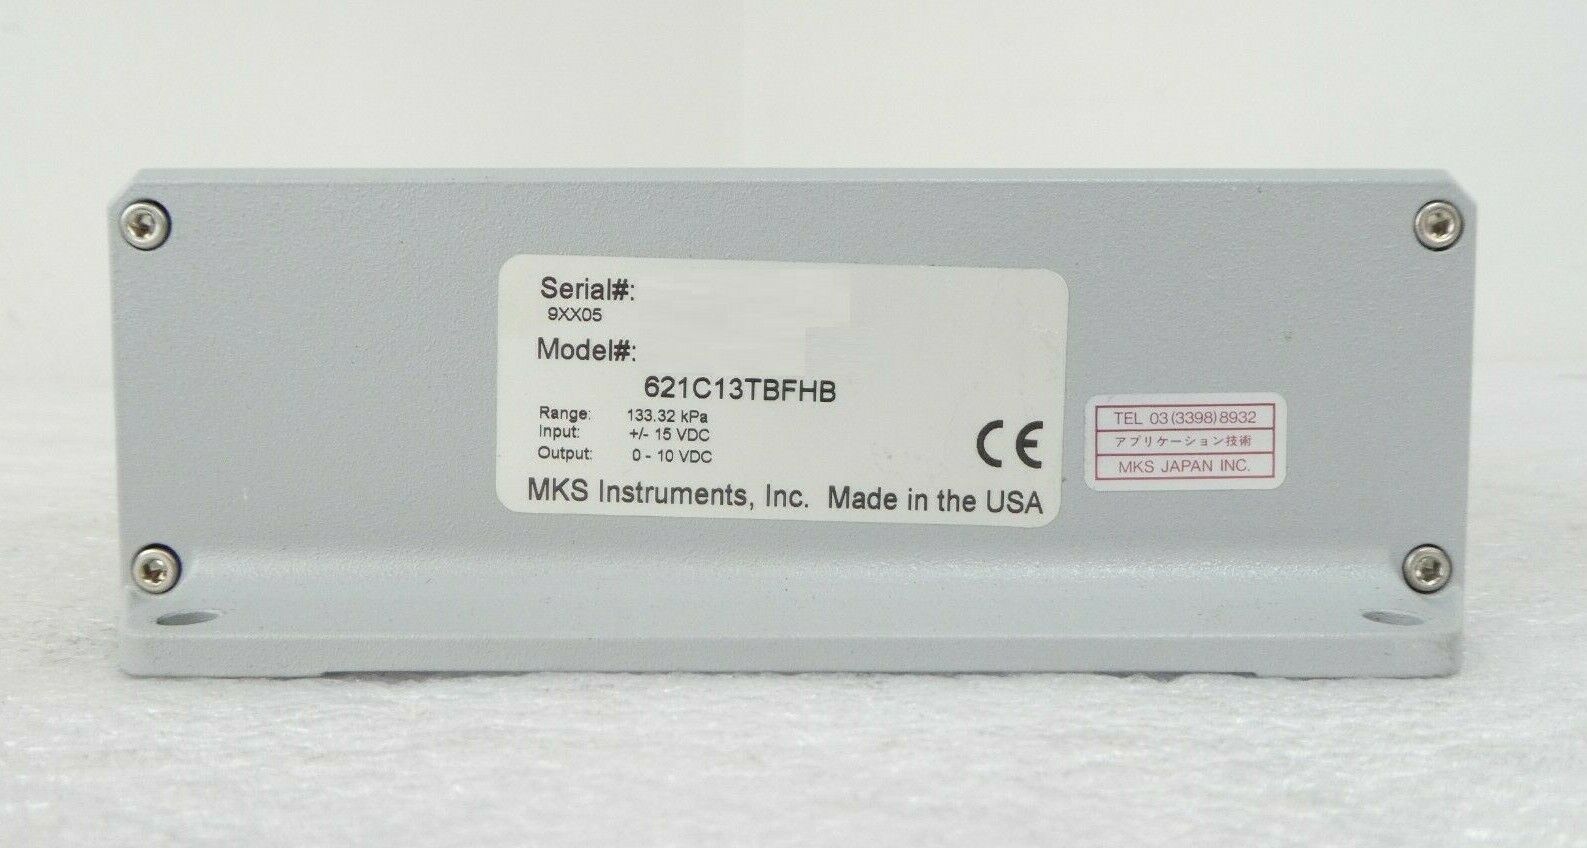 Serial#:
9XX05
Model#:
621C13TBFHB
Range: 133.32 kPa
Input: +/- 15 VDC
Output: 0 - 10 VDC
CE
MKS Instruments, Inc. Made in the USA
TEL 03(3398)8932
アプリケーション技術
MKS JAPAN INC.